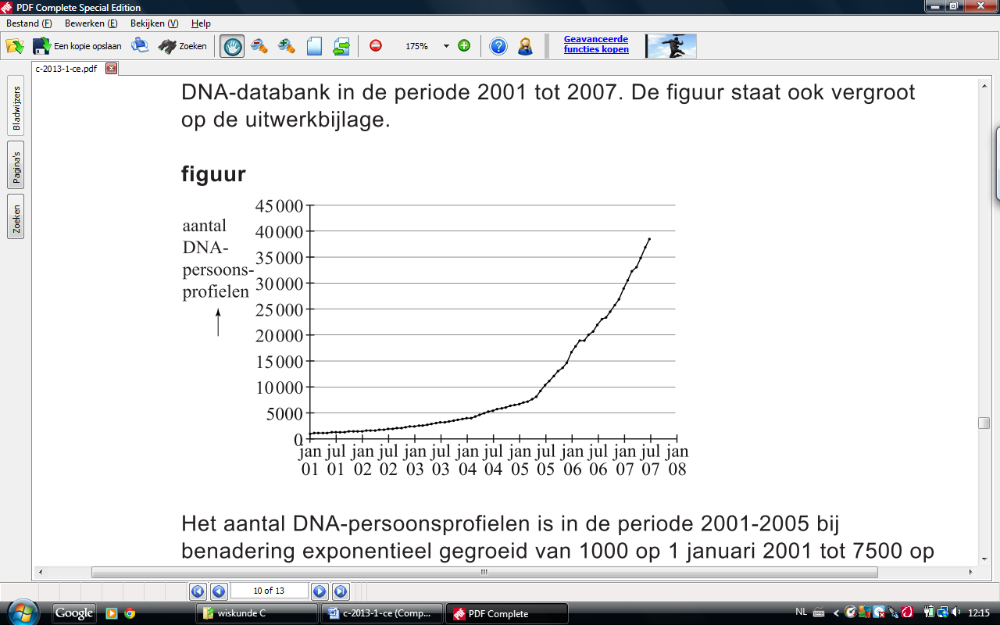 PDF Complete Special Edition
Bestand (F) Bewerken (E) Bekijken (V) Help
Een kopie opslaan Zoeken 175% Geavanceerde
functies kopen
c-2013-1-ce.pdf
Bladwijzers
Pagina's
Zoeken
DNA-databank in de periode 2001 tot 2007. De figuur staat ook vergroot
op de uitwerkbijlage.
figuur
aantal
DNA-
persoons-
profielen
45 000
40 000
35 000
30 000
25 000
20 000
15 000
10 000
5000
0
jan jul jan jul jan jul jan jul jan jul jan jul jan jul jan
01 01 02 02 03 03 04 04 05 05 06 06 07 07 08
Het aantal DNA-persoonsprofielen is in de periode 2001-2005 bij
benadering exponentieel gegroeid van 1000 op 1 januari 2001 tot 7500 op
10 of 13
Google wiskunde C c-2013-1-ce (Comp... PDF Complete NL 12:15